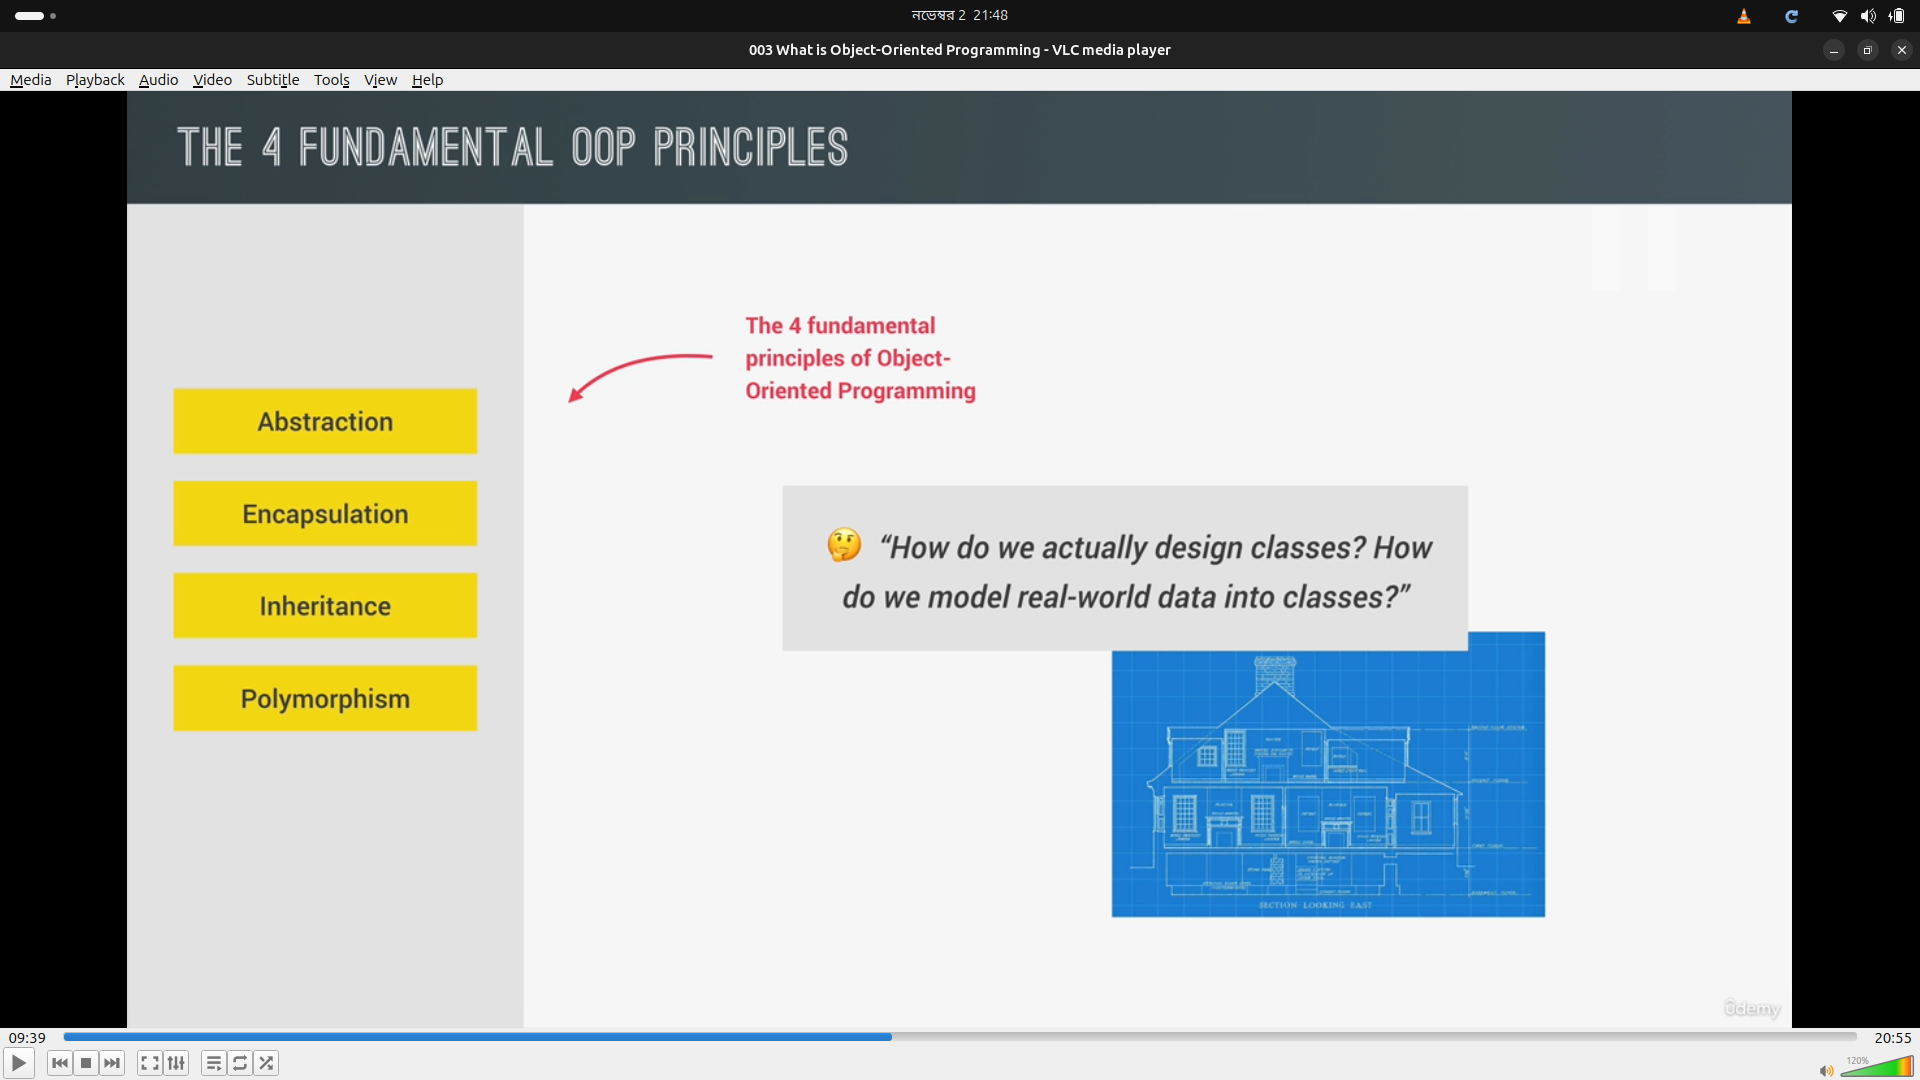 নভেম্বর 2 21:48
003 What is Object-Oriented Programming - VLC media player
Media Playback Audio Video Subtitle Tools View Help
THE 4 FUNDAMENTAL OOP PRINCIPLES
The 4 fundamental
principles of Object-
Oriented Programming
Abstraction
Encapsulation
Inheritance
Polymorphism
🤔 “How do we actually design classes? How
do we model real-world data into classes?”
SECTION LOOKING EAST
ûdemy
09:39
20:55
120%